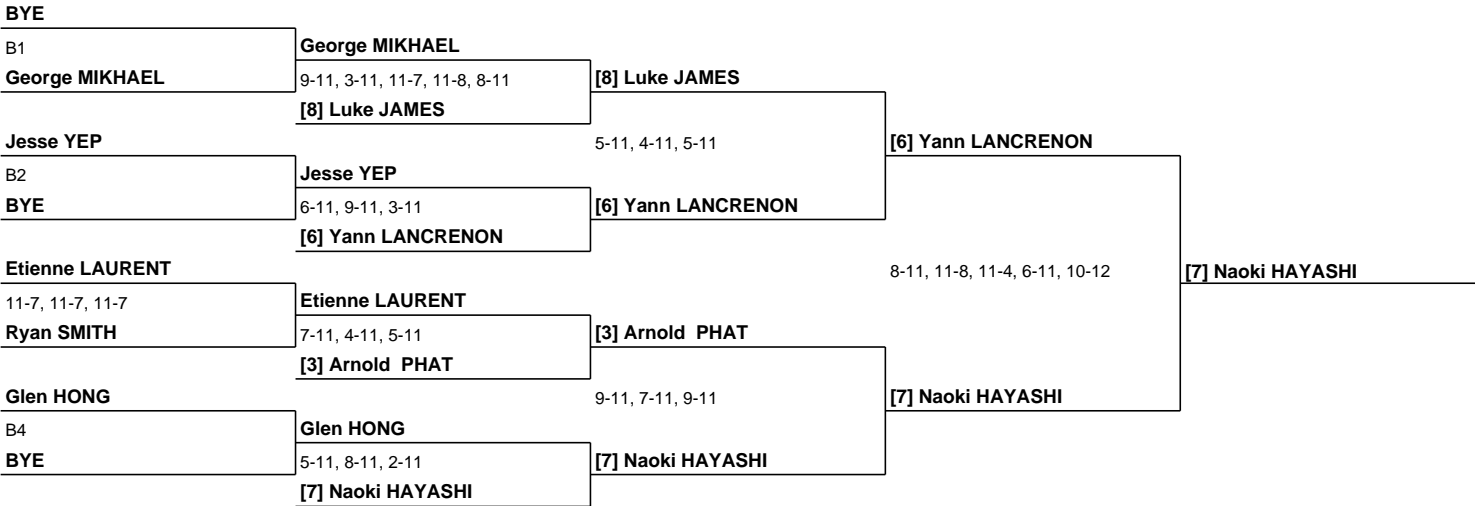 BYE
B1
George MIKHAEL
George MIKHAEL
9-11, 3-11, 11-7, 11-8, 8-11
[8] Luke JAMES
[8] Luke JAMES
Jesse YEP
5-11, 4-11, 5-11
[6] Yann LANCRENON
B2
Jesse YEP
BYE
6-11, 9-11, 3-11
[6] Yann LANCRENON
[6] Yann LANCRENON
Etienne LAURENT
8-11, 11-8, 11-4, 6-11, 10-12
[7] Naoki HAYASHI
11-7, 11-7, 11-7
Etienne LAURENT
Ryan SMITH
7-11, 4-11, 5-11
[3] Arnold  PHAT
[3] Arnold  PHAT
Glen HONG
9-11, 7-11, 9-11
[7] Naoki HAYASHI
B4
Glen HONG
BYE
5-11, 8-11, 2-11
[7] Naoki HAYASHI
[7] Naoki HAYASHI